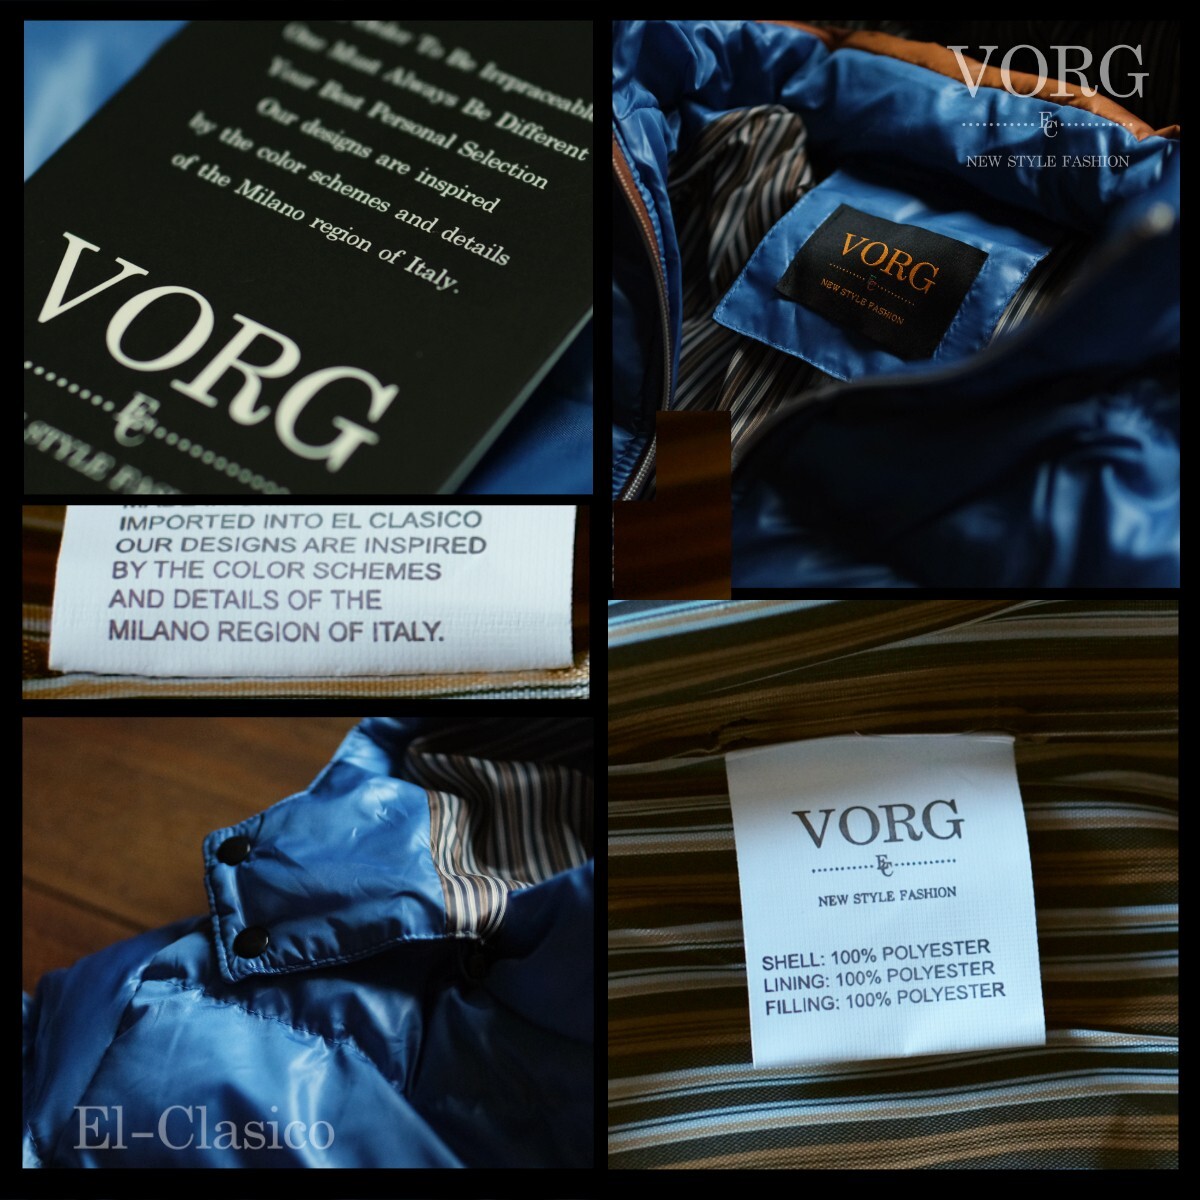 To Be Irrpraceable
Our Must Always Be Different
Your Best Personal Selection
Our designs are inspired
by the color schemes and details
of the Milano region of Italy.
VORG
EC
STYLE
VORG
EC
NEW STYLE FASHION
VORG
EC
NEW STYLE FASHION
IMPORTED INTO EL CLASICO
OUR DESIGNS ARE INSPIRED
BY THE COLOR SCHEMES
AND DETAILS OF THE
MILANO REGION OF ITALY.
El-Clasico
VORG
EC
NEW STYLE FASHION
SHELL: 100% POLYESTER
LINING: 100% POLYESTER
FILLING: 100% POLYESTER